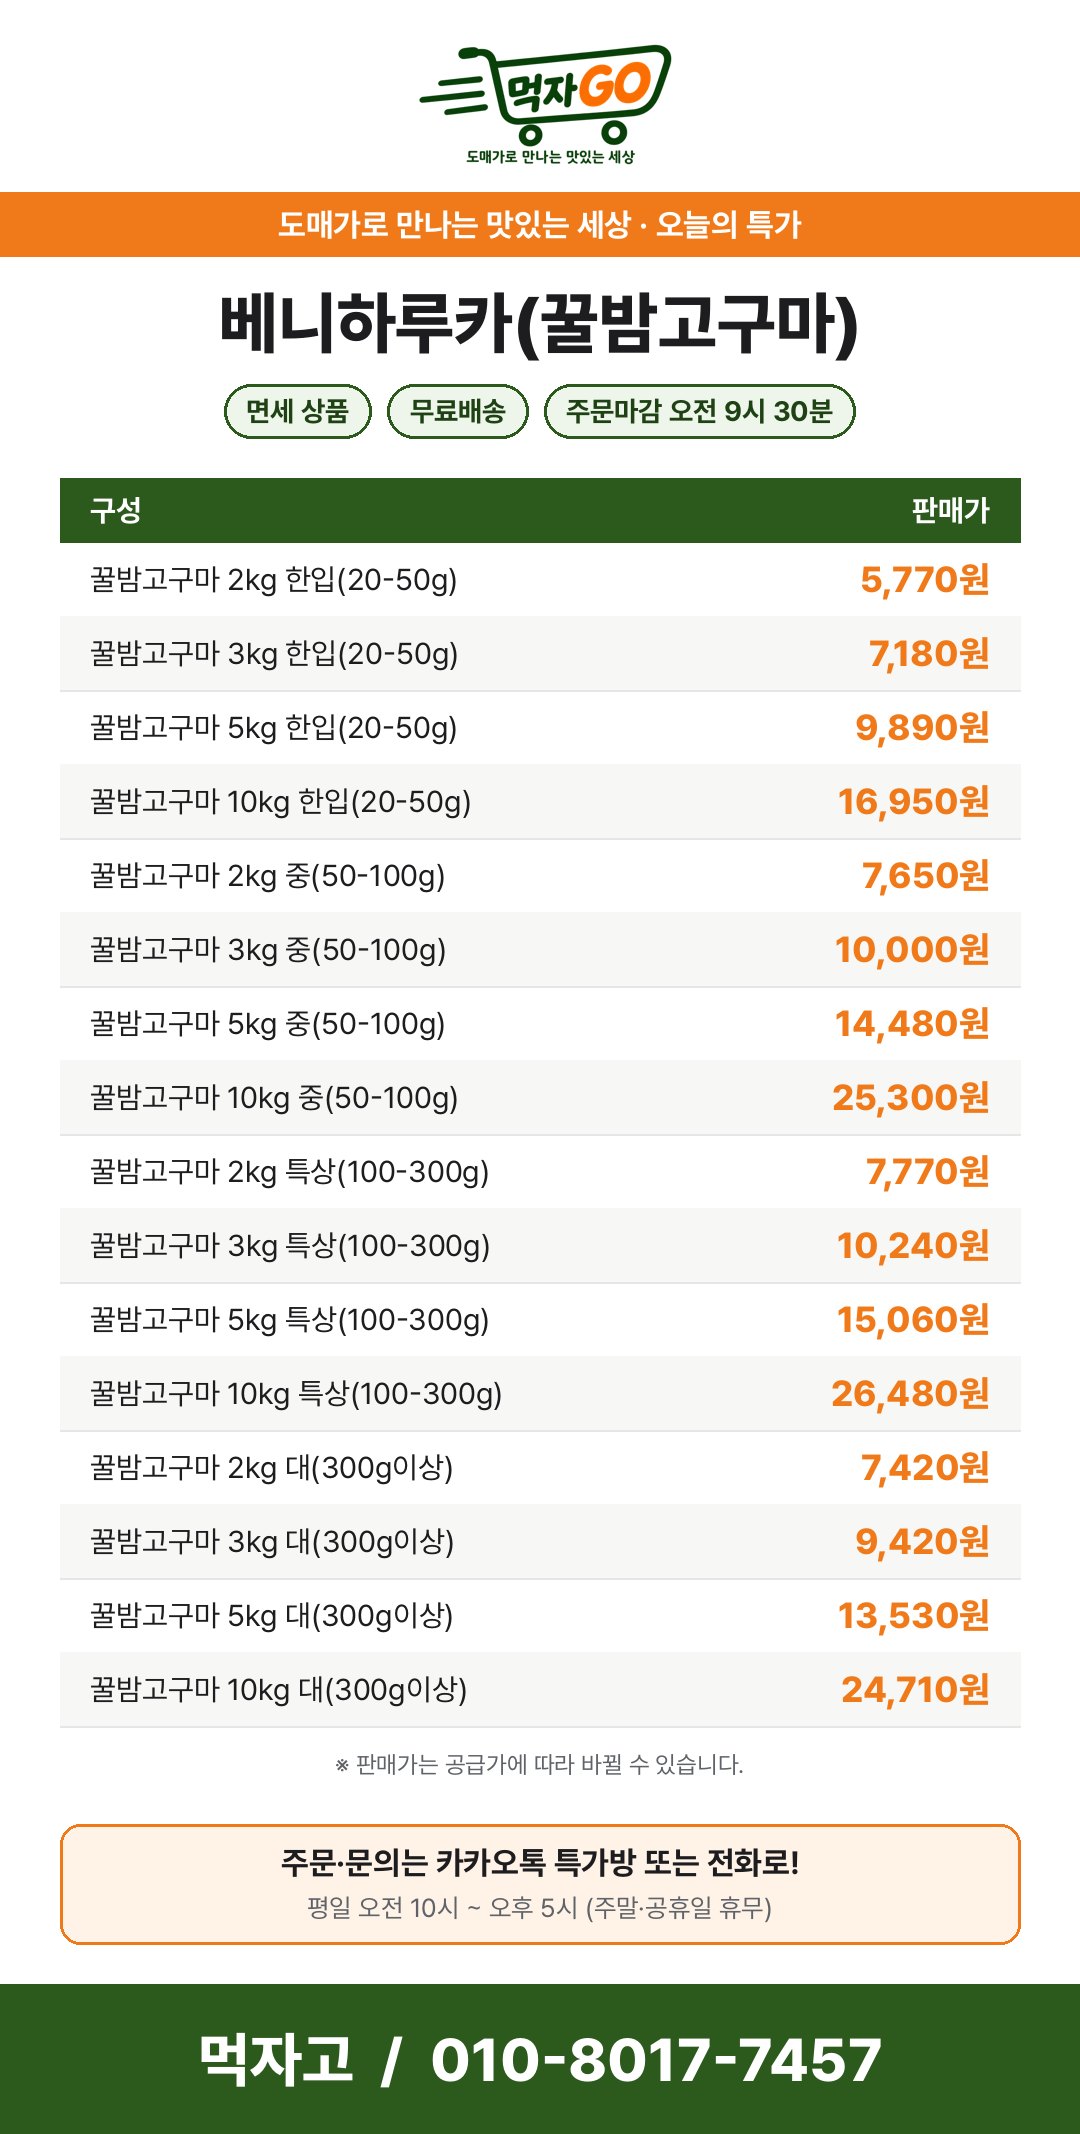 먹자GO
도매가로 만나는 맛있는 세상
도매가로 만나는 맛있는 세상 · 오늘의 특가
베니하루카(꿀밤고구마)
면세 상품 무료배송 주문마감 오전 9시 30분
구성 판매가
꿀밤고구마 2kg 한입(20-50g) 5,770원
꿀밤고구마 3kg 한입(20-50g) 7,180원
꿀밤고구마 5kg 한입(20-50g) 9,890원
꿀밤고구마 10kg 한입(20-50g) 16,950원
꿀밤고구마 2kg 중(50-100g) 7,650원
꿀밤고구마 3kg 중(50-100g) 10,000원
꿀밤고구마 5kg 중(50-100g) 14,480원
꿀밤고구마 10kg 중(50-100g) 25,300원
꿀밤고구마 2kg 특상(100-300g) 7,770원
꿀밤고구마 3kg 특상(100-300g) 10,240원
꿀밤고구마 5kg 특상(100-300g) 15,060원
꿀밤고구마 10kg 특상(100-300g) 26,480원
꿀밤고구마 2kg 대(300g이상) 7,420원
꿀밤고구마 3kg 대(300g이상) 9,420원
꿀밤고구마 5kg 대(300g이상) 13,530원
꿀밤고구마 10kg 대(300g이상) 24,710원
※ 판매가는 공급가에 따라 바뀔 수 있습니다.
주문·문의는 카카오톡 특가방 또는 전화로!
평일 오전 10시 ~ 오후 5시 (주말·공휴일 휴무)
먹자고 / 010-8017-7457